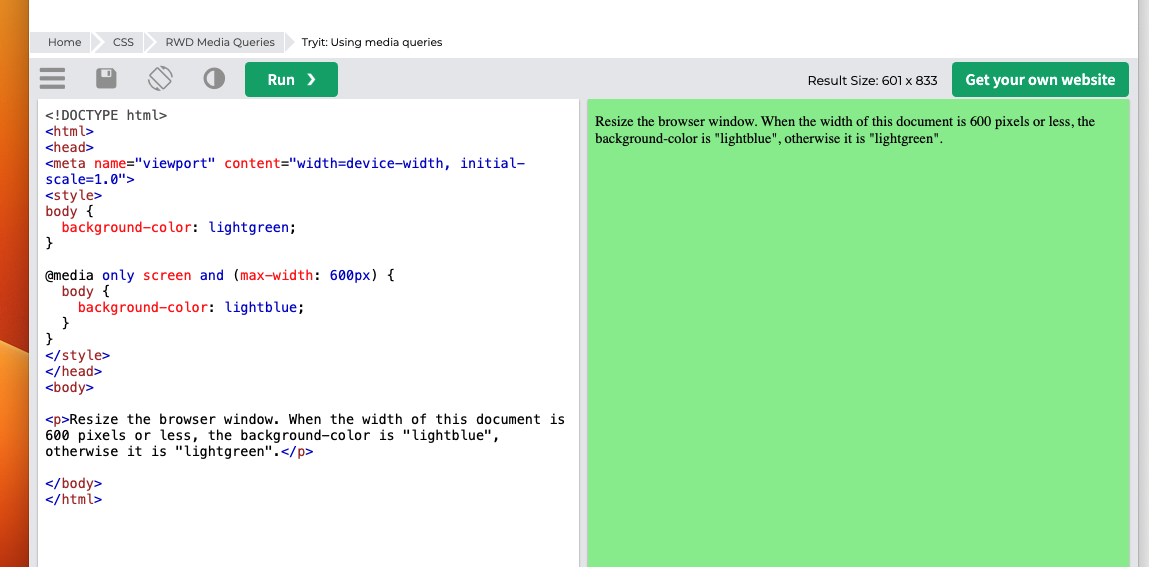 Home CSS RWD Media Queries Tryit: Using media queries
Run ❯ Result Size: 601 x 833 Get your own website
<!DOCTYPE html>
<html>
<head>
<meta name="viewport" content="width=device-width, initial-
scale=1.0">
<style>
body {
  background-color: lightgreen;
}

@media only screen and (max-width: 600px) {
  body {
    background-color: lightblue;
  }
}
</style>
</head>
<body>

<p>Resize the browser window. When the width of this document is
600 pixels or less, the background-color is "lightblue",
otherwise it is "lightgreen".</p>

</body>
</html>
Resize the browser window. When the width of this document is 600 pixels or less, the
background-color is "lightblue", otherwise it is "lightgreen".